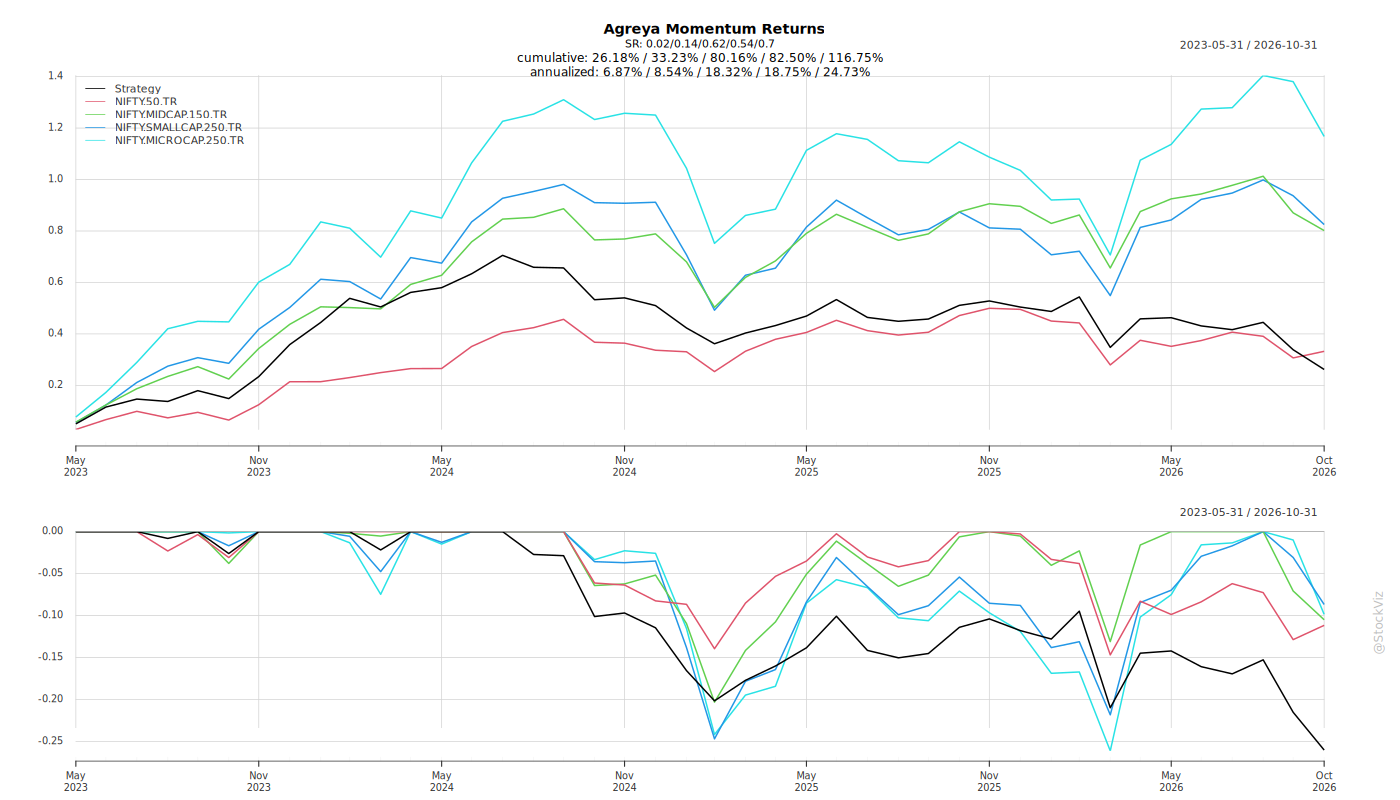 Agreya Momentum Returns
SR: 0.02/0.14/0.62/0.54/0.7
cumulative: 26.18% / 33.23% / 80.16% / 82.50% / 116.75%
annualized: 6.87% / 8.54% / 18.32% / 18.75% / 24.73%
2023-05-31 / 2026-10-31
1.4
1.2
1.0
0.8
0.6
0.4
0.2
Strategy
NIFTY.50.TR
NIFTY.MIDCAP.150.TR
NIFTY.SMALLCAP.250.TR
NIFTY.MICROCAP.250.TR
May Nov May Nov May Nov May Oct
2023 2023 2024 2024 2025 2025 2026 2026
2023-05-31 / 2026-10-31
0.00
-0.05
-0.10
-0.15
-0.20
-0.25
May Nov May Nov May Nov May Oct
2023 2023 2024 2024 2025 2025 2026 2026
@StockViz